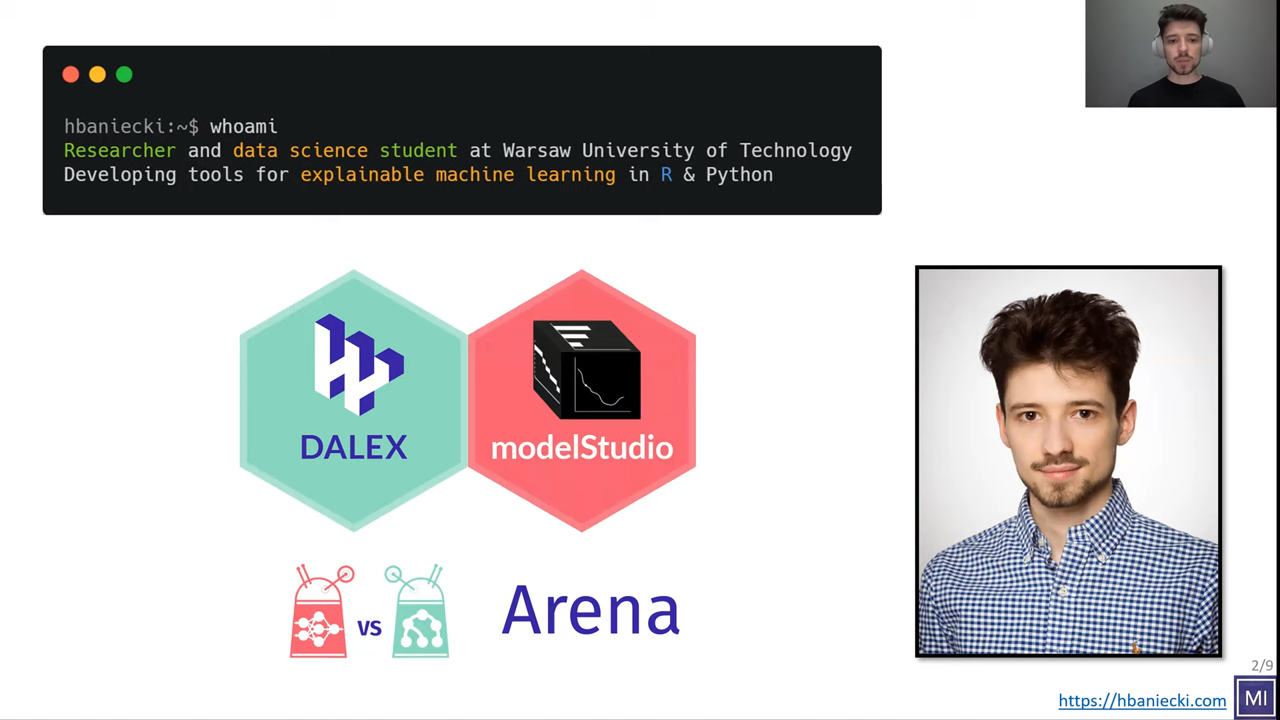 hbaniecki:~$ whoami
Researcher and data science student at Warsaw University of Technology
Developing tools for explainable machine learning in R & Python
DALEX
modelStudio
vs
Arena
2/9
https://hbaniecki.com
MI